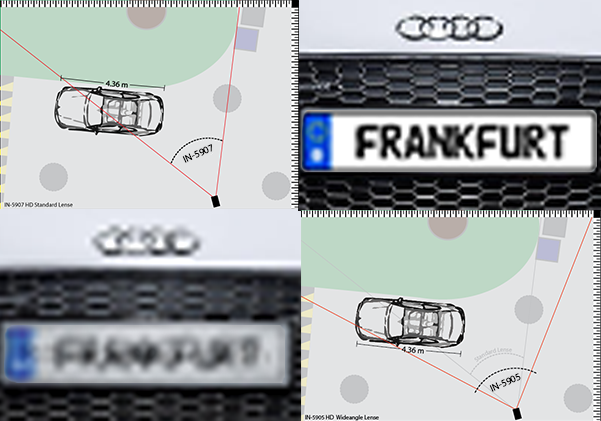 4.36 m
IN-5907
IN-5907 HD Standard Lense
FRANKFURT
FRANKFURT
4.36 m
Standard Lense
IN-5905
IN-5905 HD Wideangle Lense